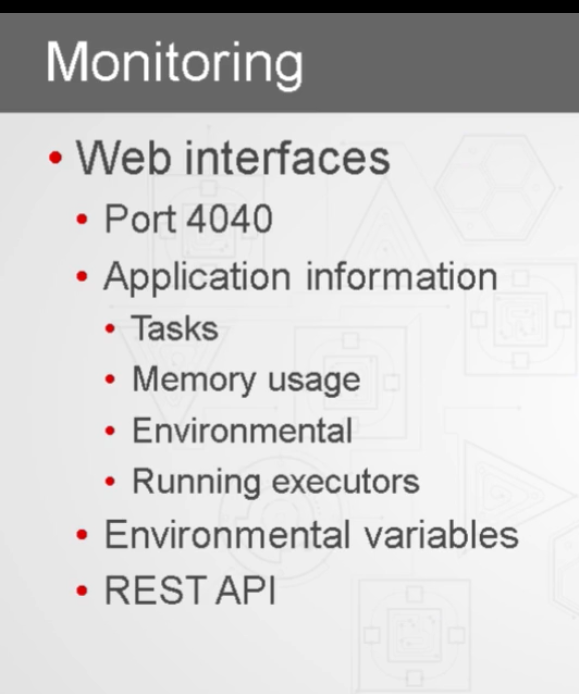 Monitoring
• Web interfaces
• Port 4040
• Application information
• Tasks
• Memory usage
• Environmental
• Running executors
• Environmental variables
• REST API